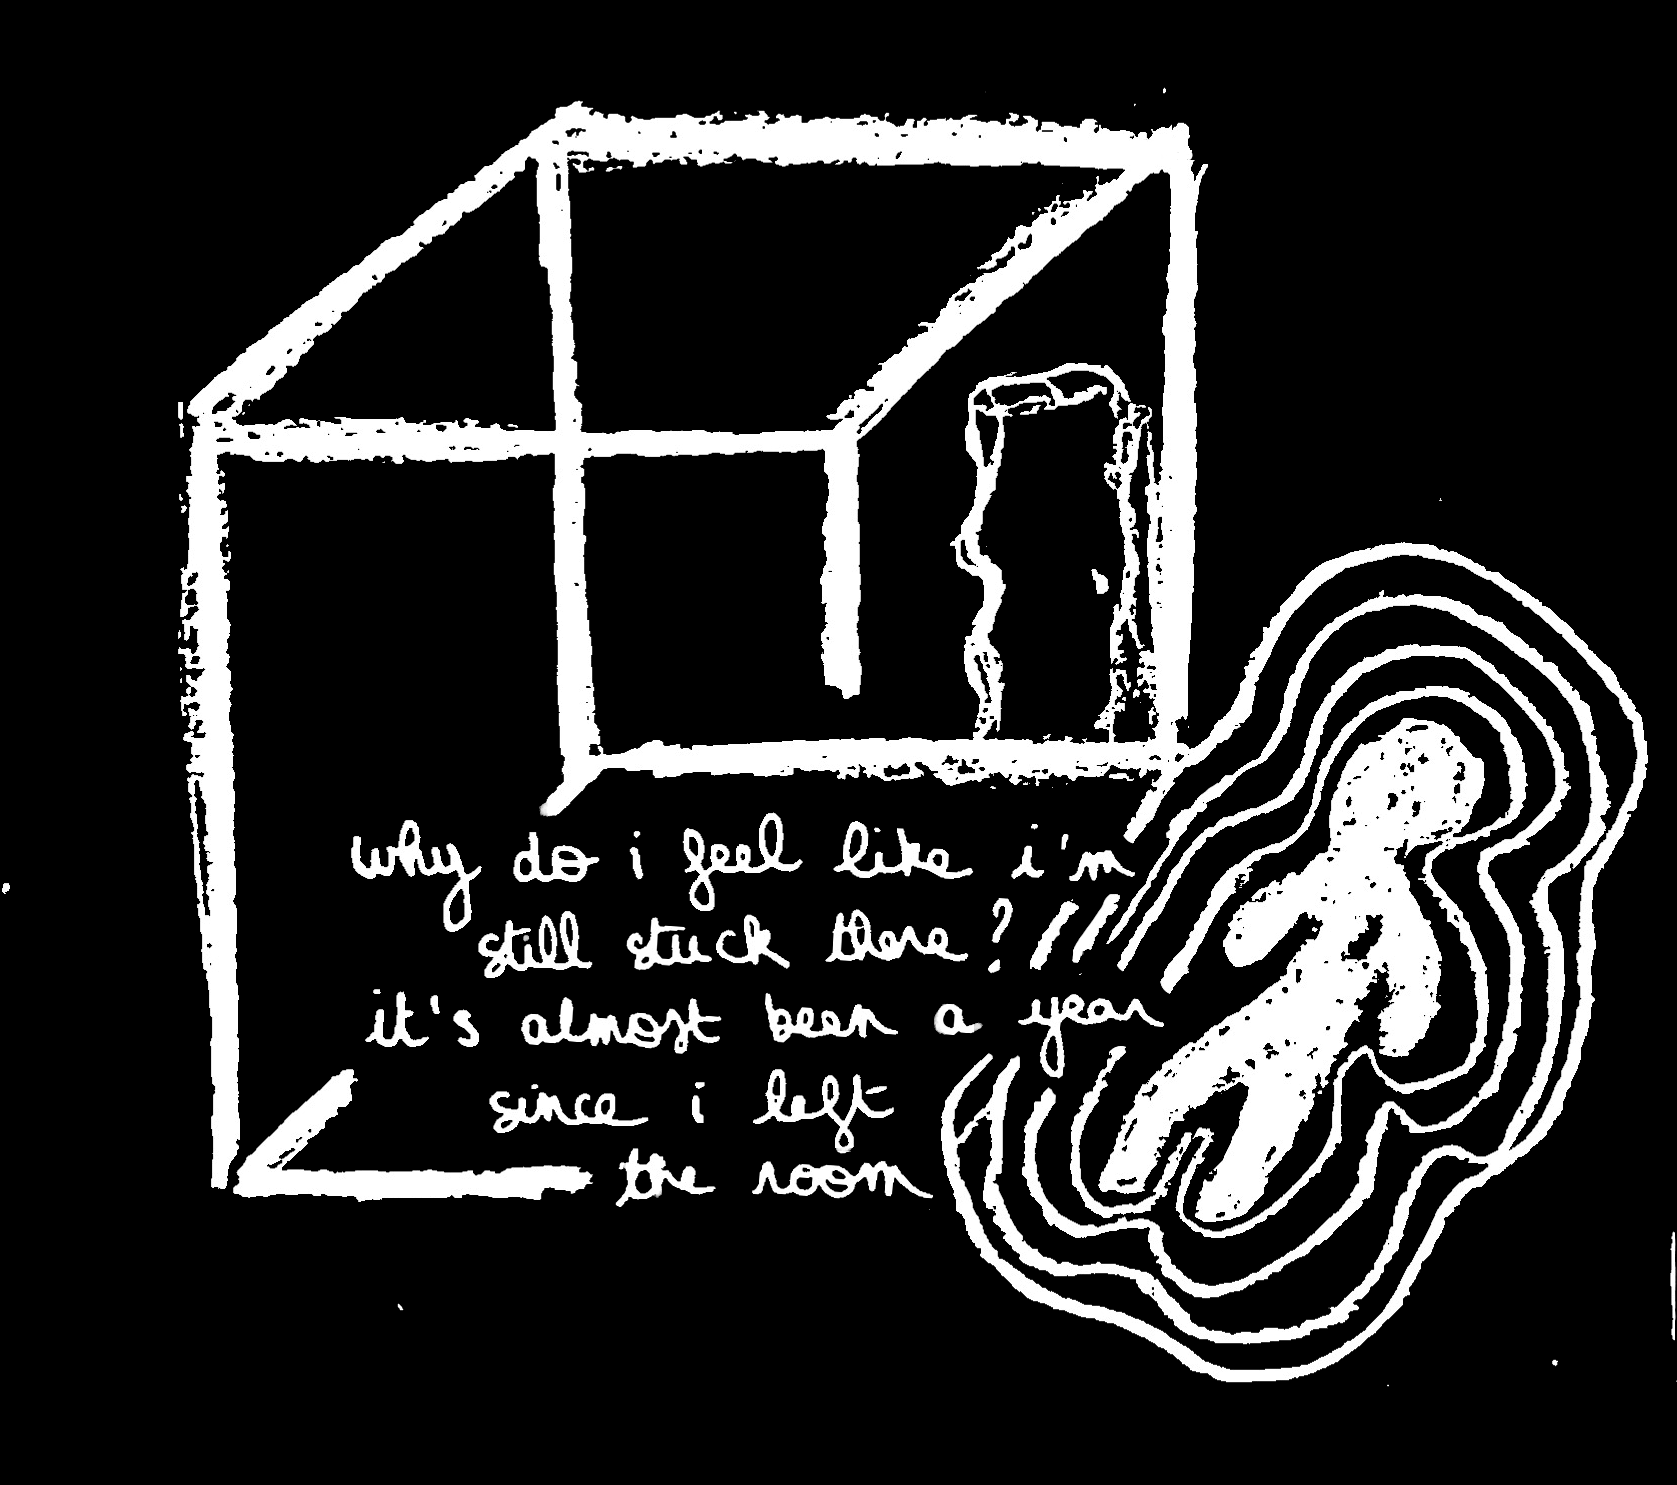 why do i feel like i'm
still stuck there?
it's almost been a year
since i left
the room